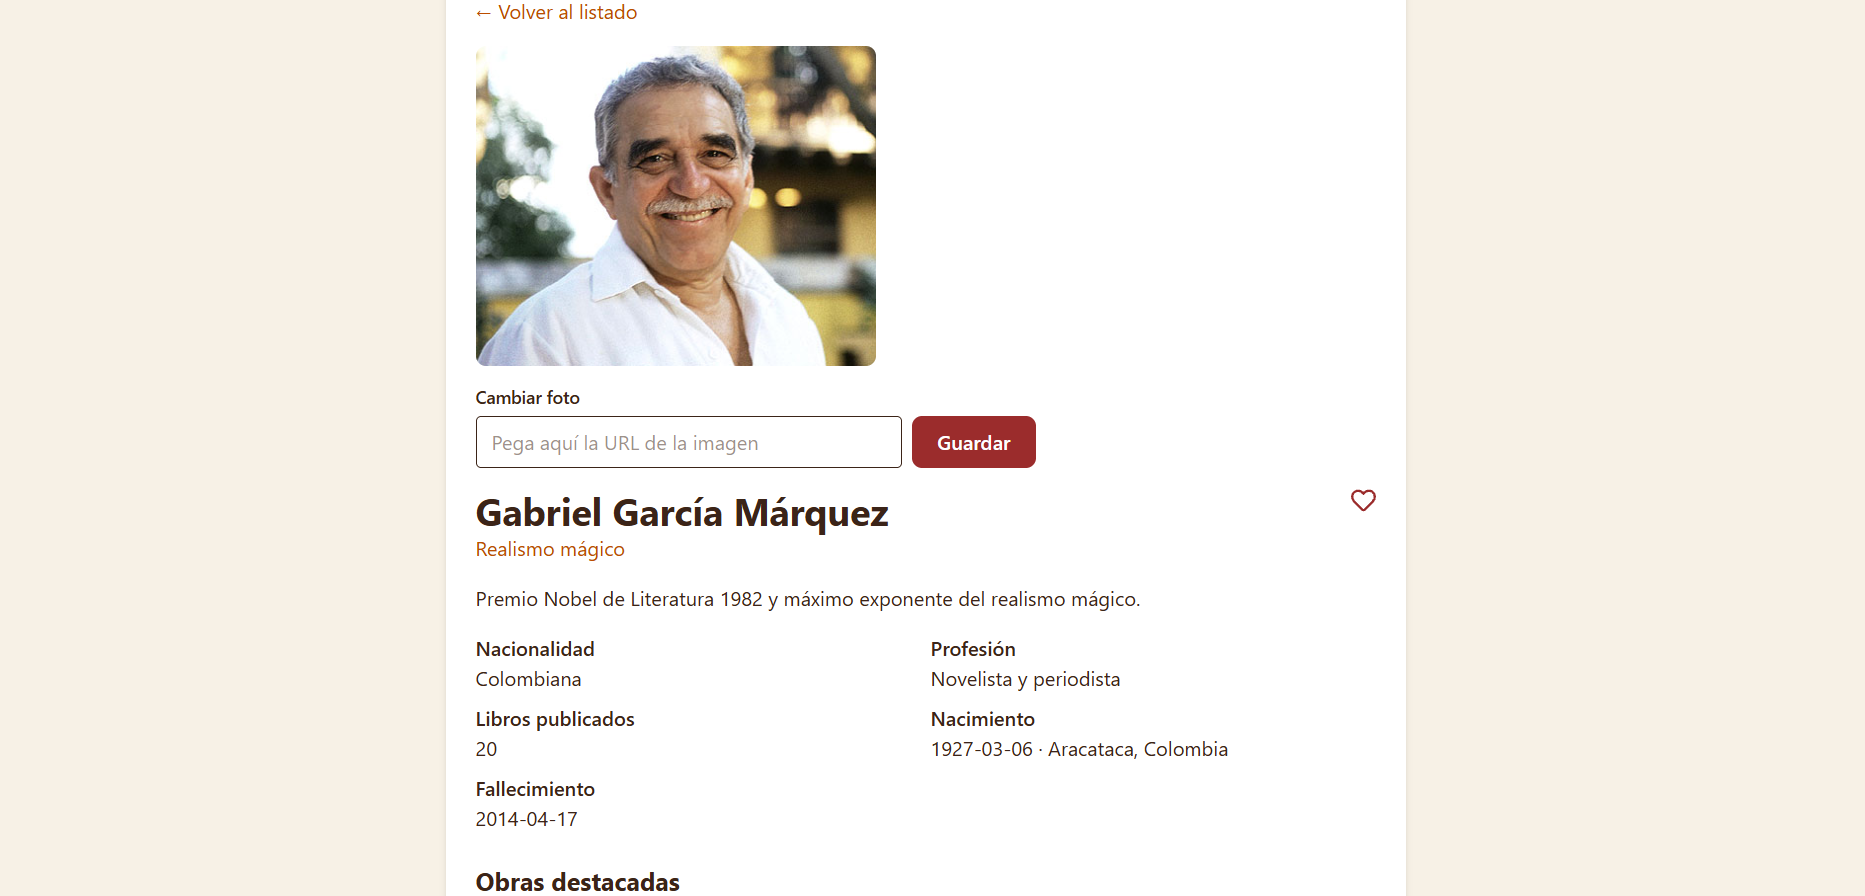 ← Volver al listado
Cambiar foto
Pega aquí la URL de la imagen
Guardar
Gabriel García Márquez
Realismo mágico
Premio Nobel de Literatura 1982 y máximo exponente del realismo mágico.
Nacionalidad
Colombiana
Profesión
Novelista y periodista
Libros publicados
20
Nacimiento
1927-03-06 · Aracataca, Colombia
Fallecimiento
2014-04-17
Obras destacadas